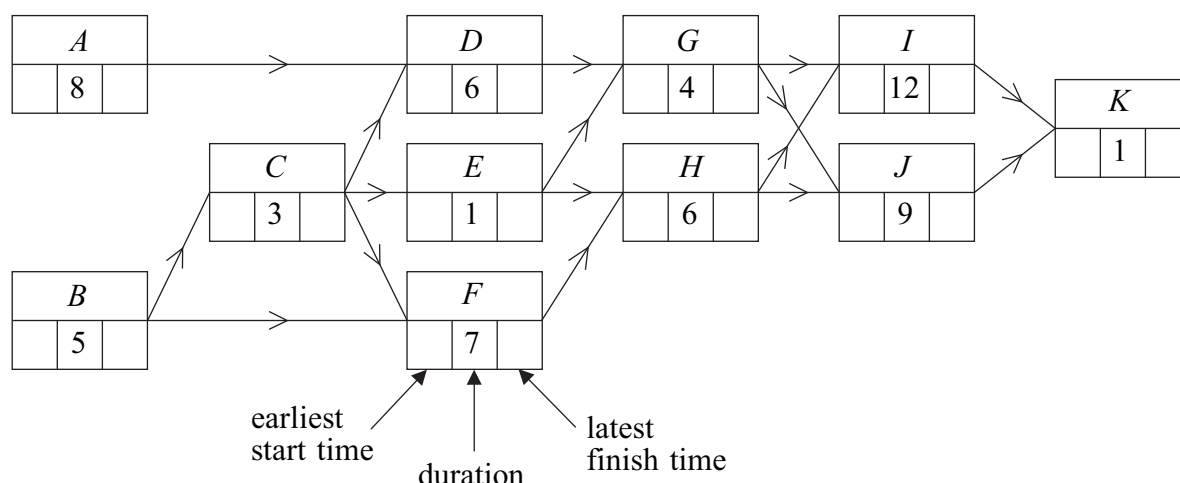 A
8
D
6
G
4
I
12
K
1
C
3
E
1
H
6
J
9
B
5
F
7
earliest
start time
duration
latest
finish time